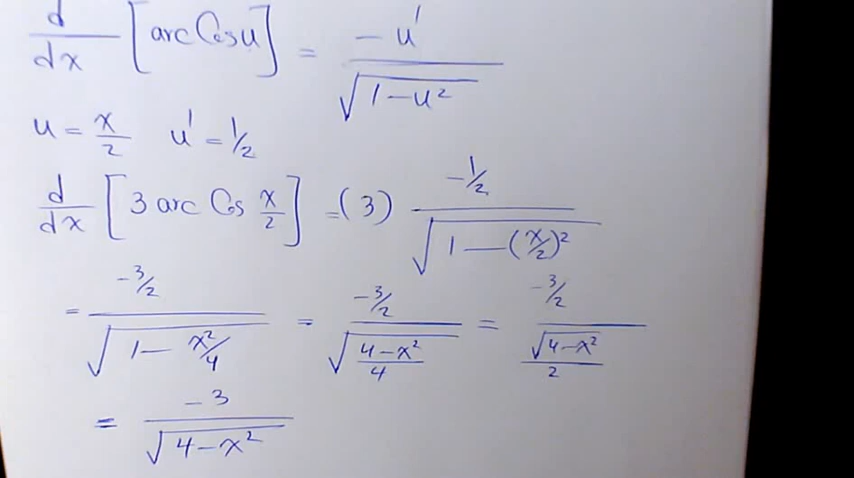 d/dx [arc Cos u] = -u' / √(1-u²)
u = x/2 u' = 1/2
d/dx [3 arc Cos x/2] = (3) (-1/2) / √(1-(x/2)²)
= (-3/2) / √(1 - x²/4) = (-3/2) / √((4-x²)/4) = (-3/2) / (√(4-x²)/2)
= -3 / √(4-x²)